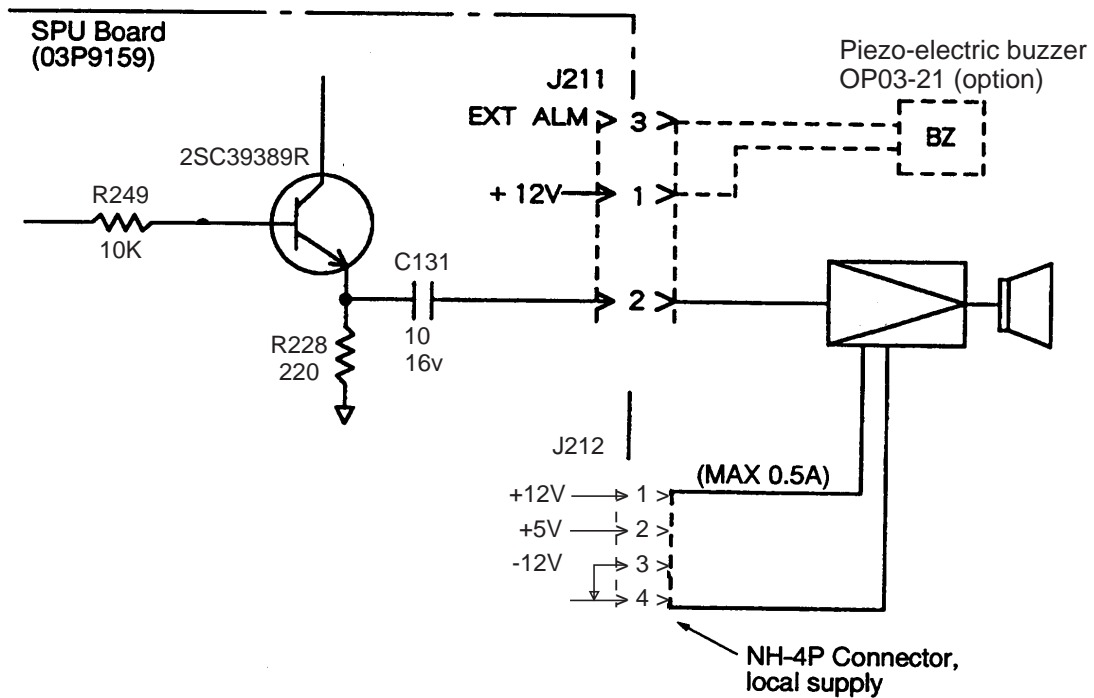 SPU Board
(03P9159)
Piezo-electric buzzer
OP03-21 (option)
J211
EXT ALM
3
BZ
2SC39389R
+ 12V
1
R249
10K
C131
2
10
16v
R228
220
J212
(MAX 0.5A)
+12V
1
+5V
2
-12V
3
4
NH-4P Connector,
local supply